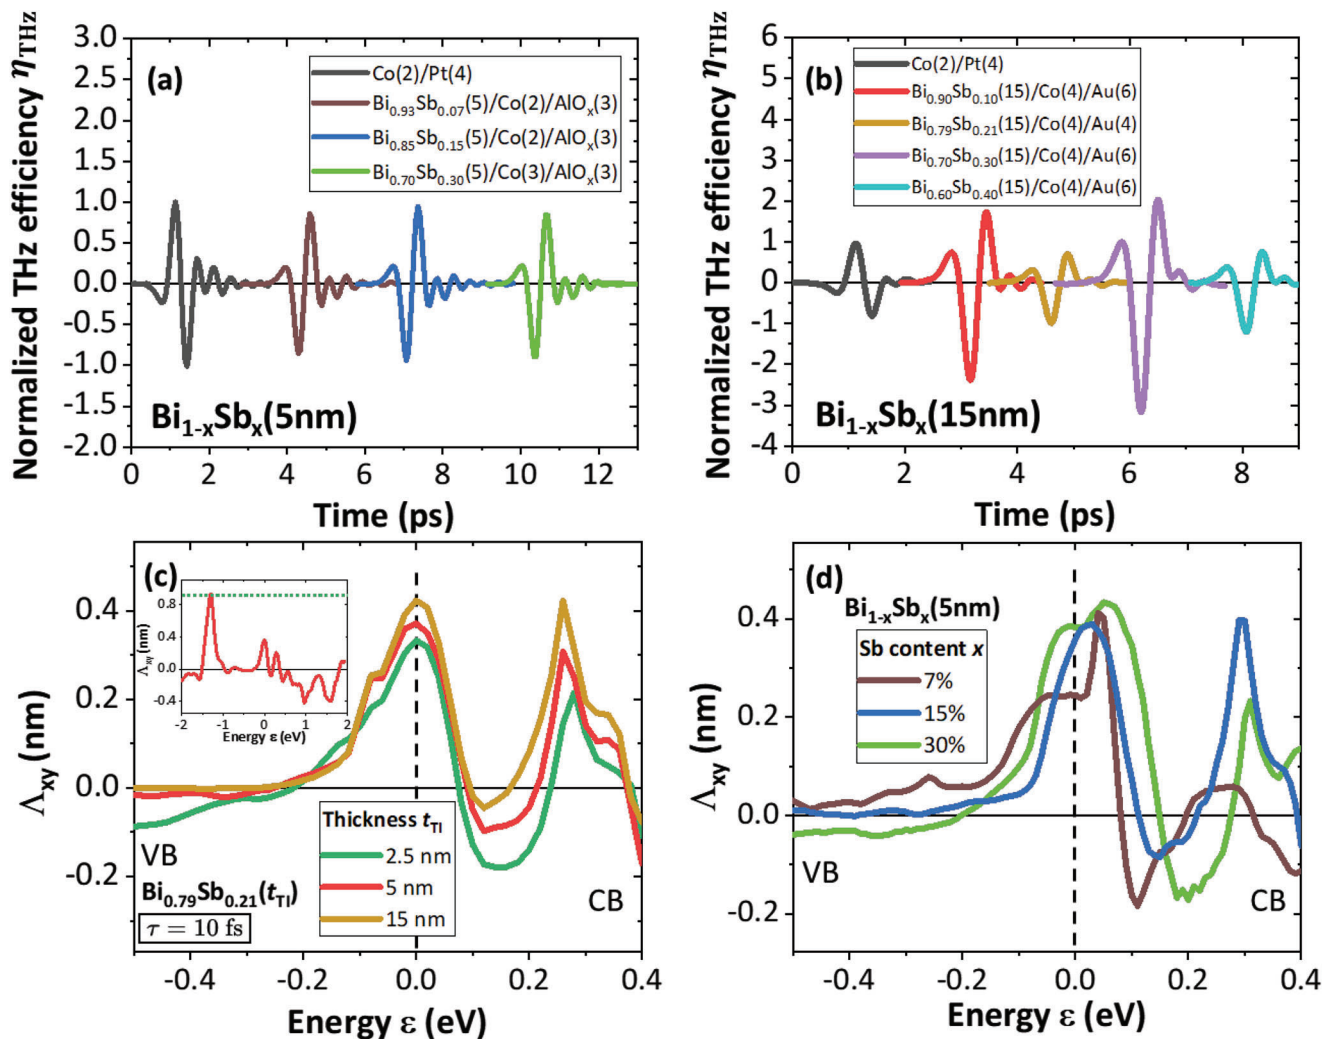 Normalized THz efficiency η_THz
3.0
2.5
2.0
1.5
1.0
0.5
0.0
-0.5
-1.0
-1.5
-2.0
(a)
Co(2)/Pt(4)
Bi0.93Sb0.07(5)/Co(2)/AlOx(3)
Bi0.85Sb0.15(5)/Co(2)/AlOx(3)
Bi0.70Sb0.30(5)/Co(3)/AlOx(3)
Bi1-xSbx(5nm)
0 2 4 6 8 10 12
Time (ps)
Normalized THz efficiency η_THz
6
5
4
3
2
1
0
-1
-2
-3
-4
(b)
Co(2)/Pt(4)
Bi0.90Sb0.10(15)/Co(4)/Au(6)
Bi0.79Sb0.21(15)/Co(4)/Au(4)
Bi0.70Sb0.30(15)/Co(4)/Au(6)
Bi0.60Sb0.40(15)/Co(4)/Au(6)
Bi1-xSbx(15nm)
0 2 4 6 8
Time (ps)
Λxy (nm)
0.4
0.2
0.0
-0.2
(c)
Λxy (nm)
0.8
0.4
0.0
-0.4
-2 -1 0 1 2
Energy ε (eV)
VB
Bi0.79Sb0.21(tTI)
τ = 10 fs
Thickness tTI
2.5 nm
5 nm
15 nm
CB
-0.4 -0.2 0.0 0.2 0.4
Energy ε (eV)
Λxy (nm)
0.4
0.2
0.0
-0.2
(d)
Bi1-xSbx(5nm)
Sb content x
7%
15%
30%
VB
CB
-0.4 -0.2 0.0 0.2 0.4
Energy ε (eV)